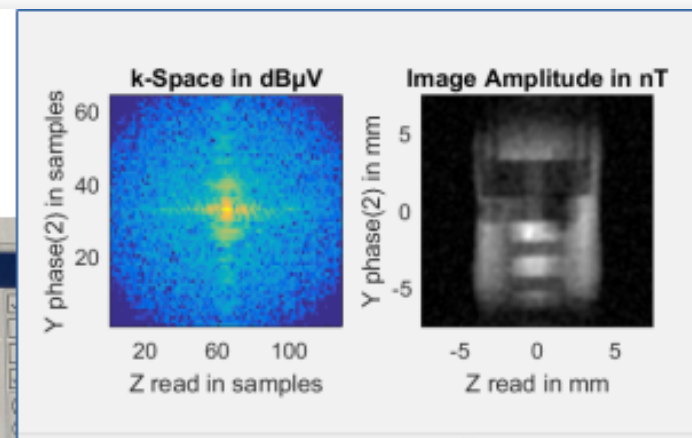 k-Space in dBµV
Y phase(2) in samples
60
40
20
20 60 100
Z read in samples
Image Amplitude in nT
Y phase(2) in mm
5
0
-5
-5 0 5
Z read in mm